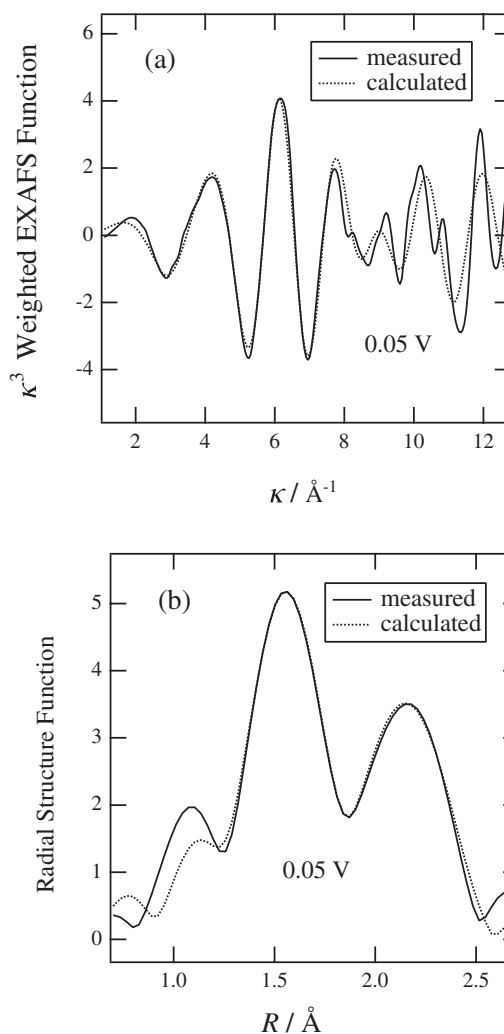 (a)
measured
calculated
6
4
2
0
-2
-4
κ³ Weighted EXAFS Function
0.05 V
2 4 6 8 10 12
κ / Å⁻¹
(b)
measured
calculated
5
4
3
2
1
0
Radial Structure Function
0.05 V
1.0 1.5 2.0 2.5
R / Å